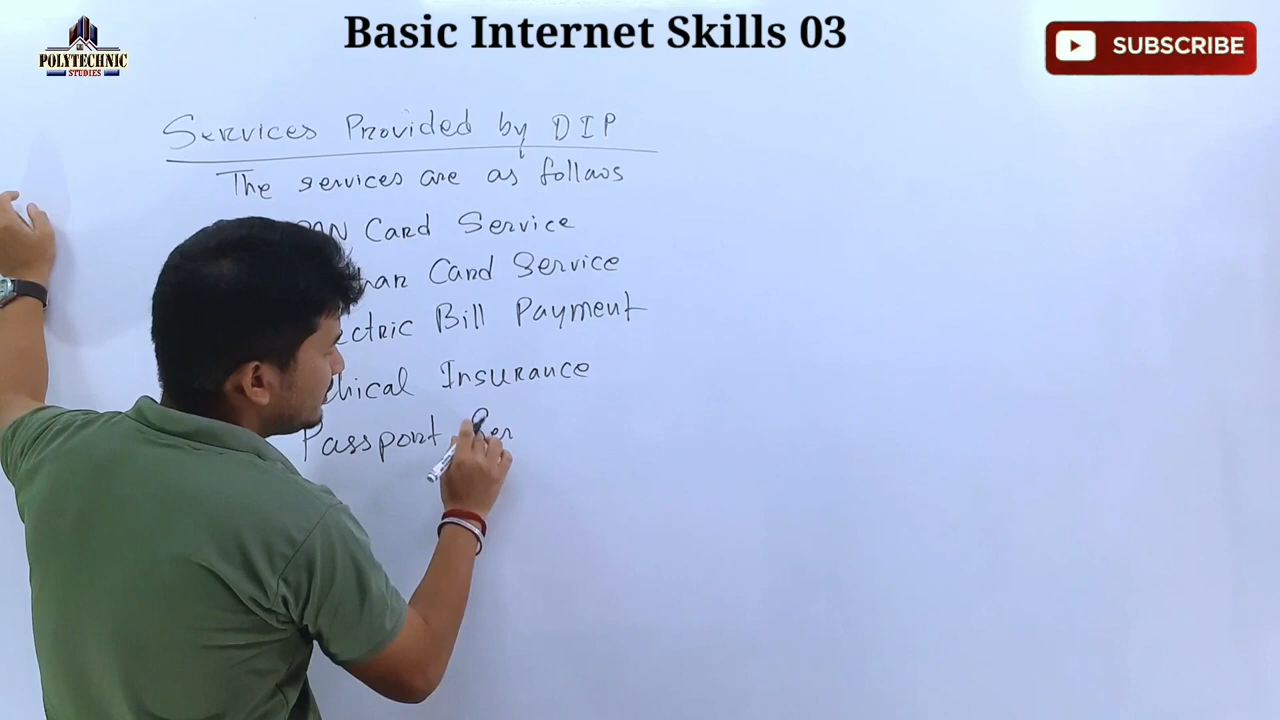 Basic Internet Skills 03
POLYTECHNIC
STUDIES
SUBSCRIBE
Services Provided by DIP
The services are as follows
Card Service
Card Service
Bill Payment
Insurance
Passport Ser